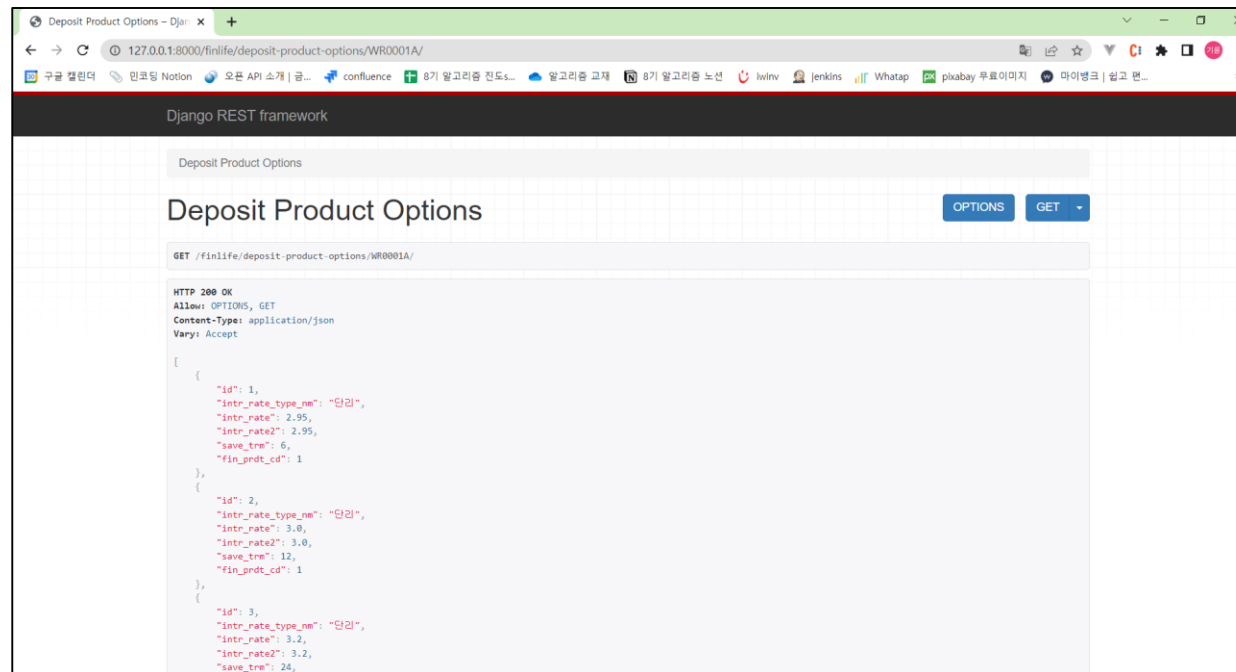 Deposit Product Options – Djan
127.0.0.1:8000/finlife/deposit-product-options/WR0001A/
구글 캘린더 민코딩 Notion 오픈 API 소개 | 금... confluence 8기 알고리즘 진도s... 알고리즘 교재 8기 알고리즘 노션 iwinv jenkins Whatap pixabay 무료이미지 마이뱅크 | 쉽고 편...
Django REST framework
Deposit Product Options
Deposit Product Options
OPTIONS GET
GET /finlife/deposit-product-options/WR0001A/
HTTP 200 OK
Allow: OPTIONS, GET
Content-Type: application/json
Vary: Accept
[
{
"id": 1,
"intr_rate_type_nm": "단리",
"intr_rate": 2.95,
"intr_rate2": 2.95,
"save_trm": 6,
"fin_prdt_cd": 1
},
{
"id": 2,
"intr_rate_type_nm": "단리",
"intr_rate": 3.0,
"intr_rate2": 3.0,
"save_trm": 12,
"fin_prdt_cd": 1
},
{
"id": 3,
"intr_rate_type_nm": "단리",
"intr_rate": 3.2,
"intr_rate2": 3.2,
"save_trm": 24,